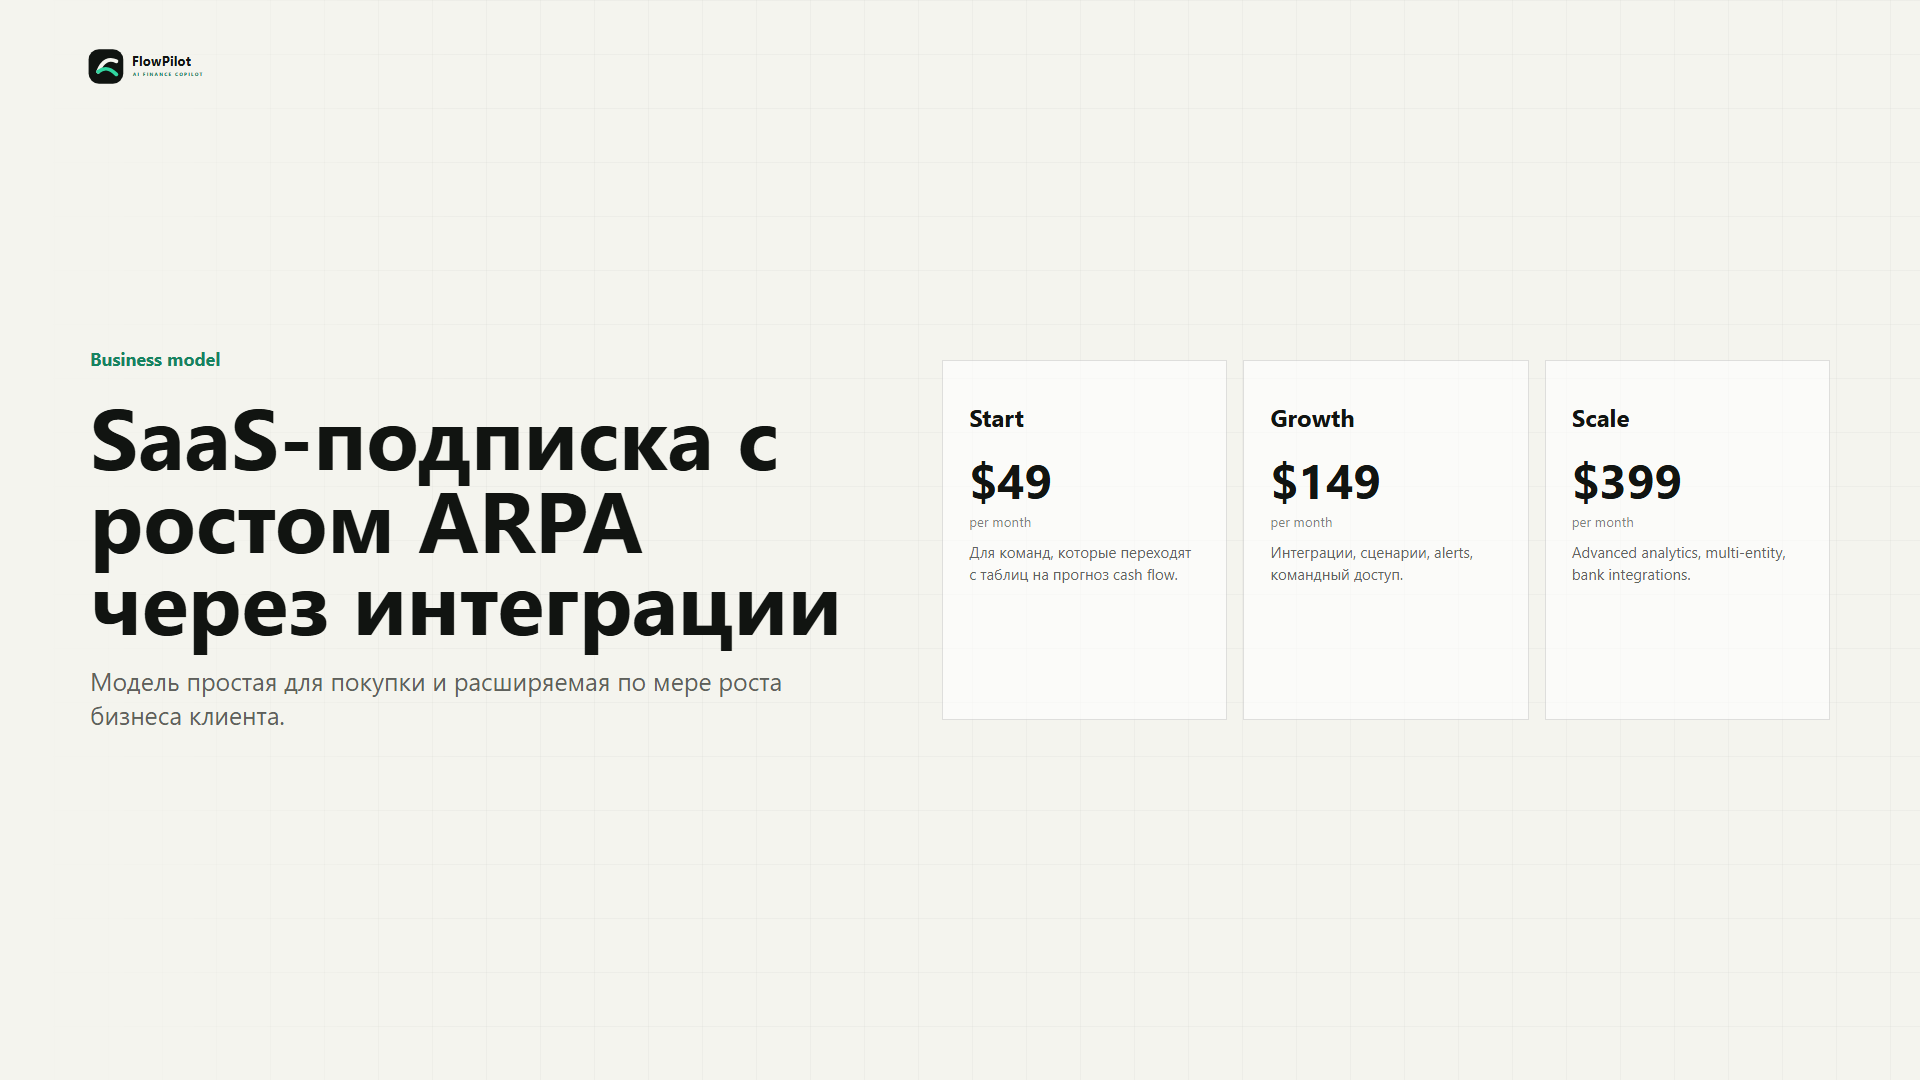 FlowPilot
AI FINANCE COPILOT
Business model
SaaS-подписка с
ростом ARPA
через интеграции
Модель простая для покупки и расширяемая по мере роста
бизнеса клиента.
Start
$49
per month
Для команд, которые переходят
с таблиц на прогноз cash flow.
Growth
$149
per month
Интеграции, сценарии, alerts,
командный доступ.
Scale
$399
per month
Advanced analytics, multi-entity,
bank integrations.